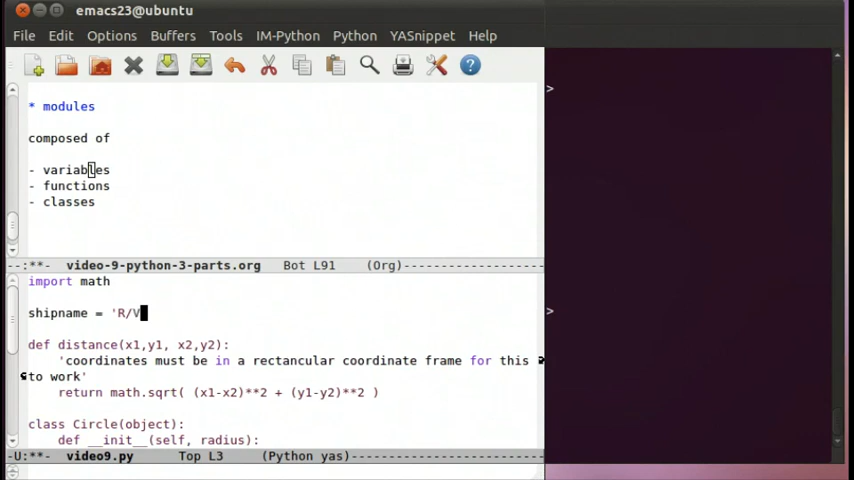 emacs23@ubuntu
File Edit Options Buffers Tools IM-Python Python YASnippet Help
* modules
composed of
- variables
- functions
- classes
--:**- video-9-python-3-parts.org Bot L91 (Org)----------------
import math
shipname = 'R/V
def distance(x1,y1, x2,y2):
'coordinates must be in a rectancular coordinate frame for this
to work'
return math.sqrt( (x1-x2)**2 + (y1-y2)**2 )
class Circle(object):
def __init__(self, radius):
-U:**- video9.py Top L3 (Python yas)--------------------------
>
>